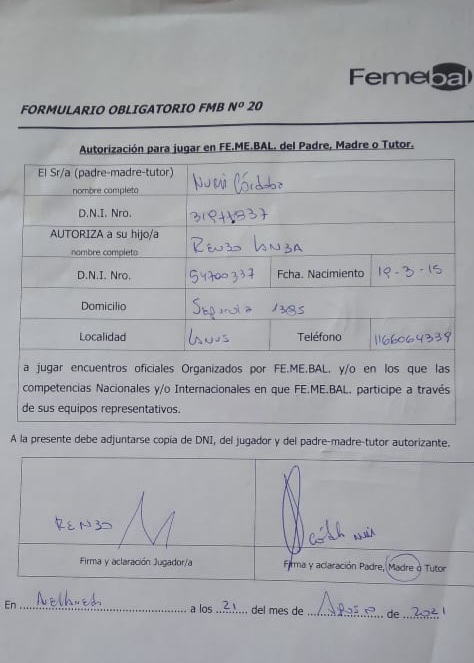 Femebal
FORMULARIO OBLIGATORIO FMB Nº 20
Autorización para jugar en FE.ME.BAL. del Padre, Madre o Tutor.
El Sr/a (padre-madre-tutor) Córdoba
nombre completo
D.N.I. Nro.
AUTORIZA a su hijo/a Renzo
nombre completo
D.N.I. Nro. 54700337 Fcha. Nacimiento 19-3-15
Domicilio 1385
Localidad Lanus Teléfono 1166064339
a jugar encuentros oficiales Organizados por FE.ME.BAL. y/o en los que las
competencias Nacionales y/o Internacionales en que FE.ME.BAL. participe a través
de sus equipos representativos.
A la presente debe adjuntarse copia de DNI, del jugador y del padre-madre-tutor autorizante.
RENZO
Firma y aclaración Jugador/a Firma y aclaración Padre, Madre o Tutor
En a los 21 del mes de Agosto de 2021